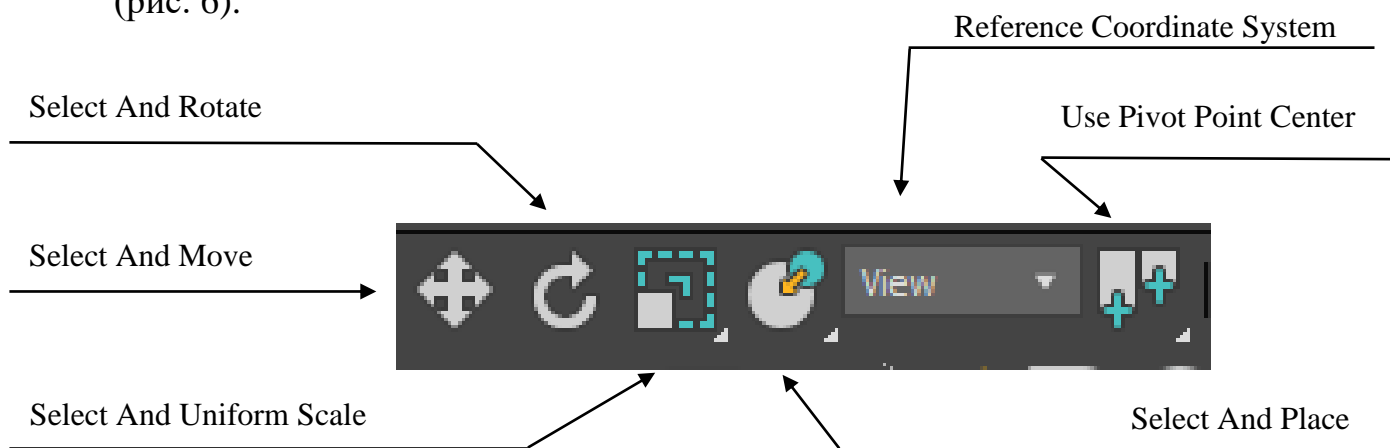 (рис. 6).
Reference Coordinate System
Select And Rotate
Use Pivot Point Center
Select And Move
View
Select And Uniform Scale
Select And Place